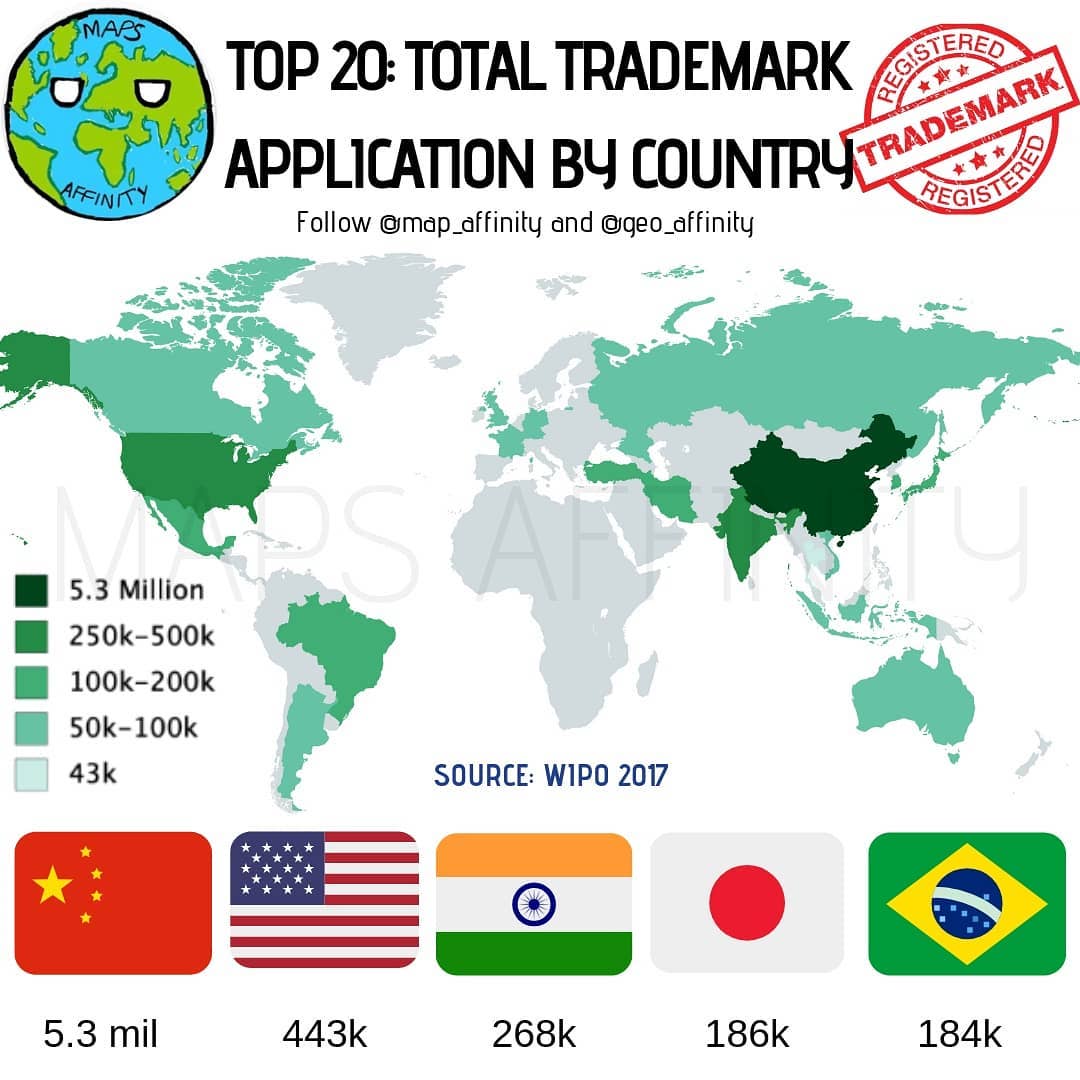 MAPS
AFFINITY
TOP 20: TOTAL TRADEMARK
APPLICATION BY COUNTRY
Follow @map_affinity and @geo_affinity
REGISTERED
TRADEMARK
REGISTERED
MAPS AFFINITY
5.3 Million
250k-500k
100k-200k
50k-100k
43k
SOURCE: WIPO 2017
5.3 mil
443k
268k
186k
184k